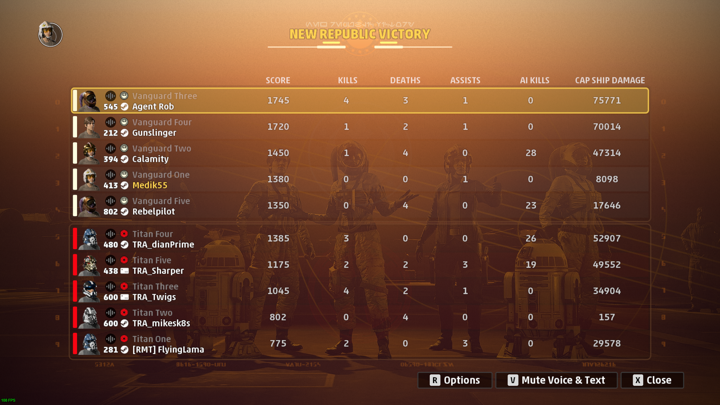 NEW REPUBLIC VICTORY
SCORE KILLS DEATHS ASSISTS AI KILLS CAP SHIP DAMAGE
Vanguard Three
545 Agent Rob 1745 4 3 1 0 75771
Vanguard Four
212 Gunslinger 1720 1 2 1 0 70014
Vanguard Two
394 Calamity 1450 1 4 0 28 47314
Vanguard One
413 Medik55 1380 0 0 1 0 8098
Vanguard Five
802 Rebelpilot 1350 0 4 0 23 17646
Titan Four
480 TRA_dianPrime 1385 3 0 0 26 52907
Titan Five
438 TRA_Sharper 1175 2 2 3 19 49552
Titan Three
600 TRA_Twigs 1045 4 2 1 0 34904
Titan Two
600 TRA_mikesk8s 802 0 4 0 0 157
Titan One
281 [RMT] FlyingLama 775 2 0 3 0 29578
R Options V Mute Voice & Text X Close